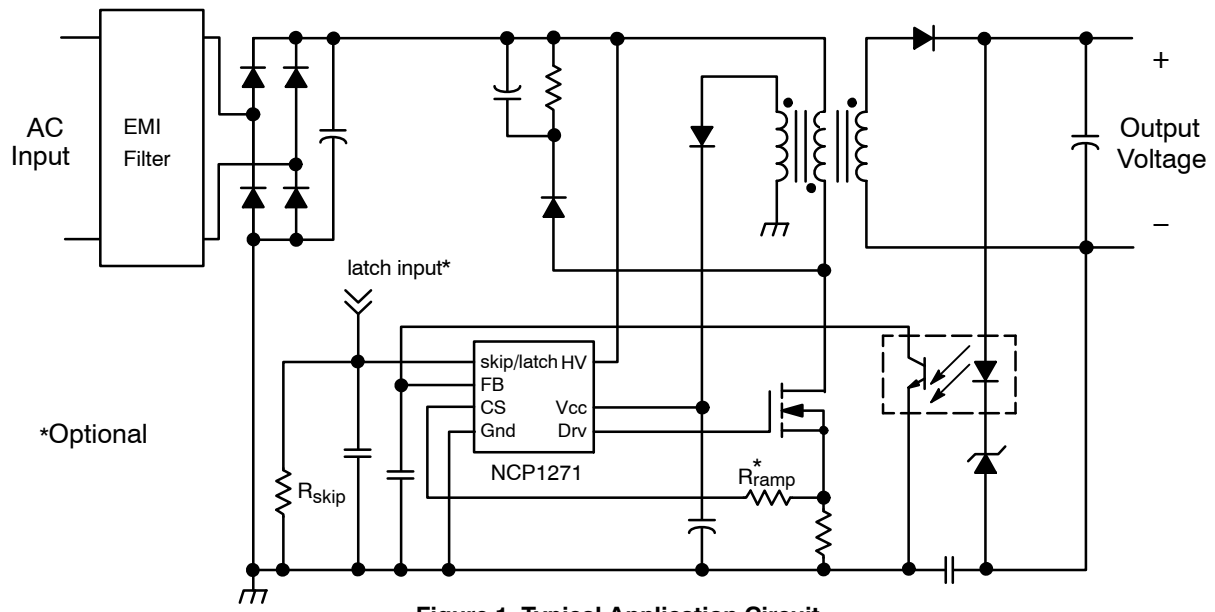 AC
Input
EMI
Filter
+
Output
Voltage
−
latch input*
skip/latch HV
FB
CS
Vcc
Gnd
Drv
NCP1271
*Optional
Rskip
R*ramp
Figure 1. Typical Application Circuit